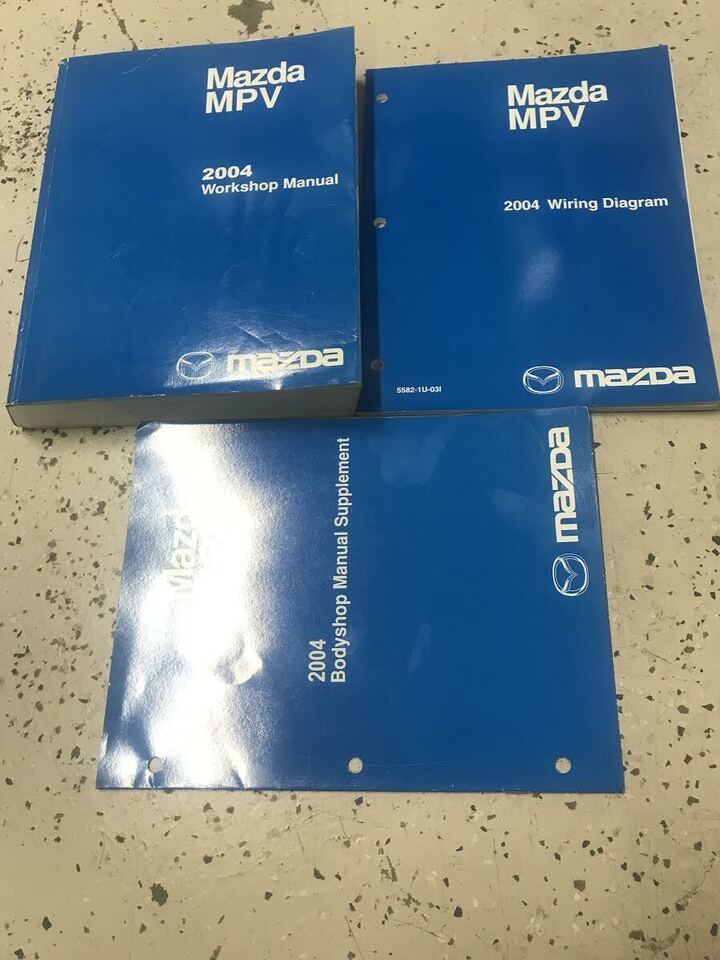 Mazda
MPV
2004
Workshop Manual
mazda
Mazda
MPV
2004 Wiring Diagram
5582-1U-03I
mazda
Mazda
2004
Bodyshop Manual Supplement
mazda